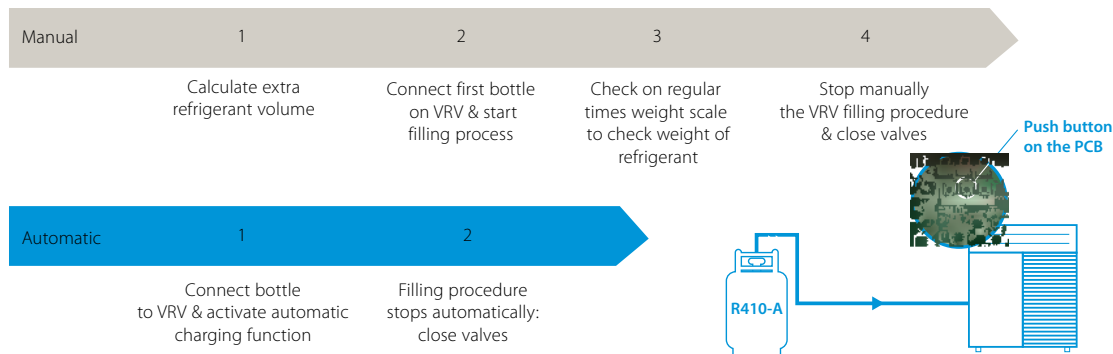 Manual 1 2 3 4
Calculate extra
refrigerant volume
Connect first bottle
on VRV & start
filling process
Check on regular
times weight scale
to check weight of
refrigerant
Stop manually
the VRV filling procedure
& close valves
Push button
on the PCB
Automatic 1 2
Connect bottle
to VRV & activate automatic
charging function
Filling procedure
stops automatically:
close valves
R410-A